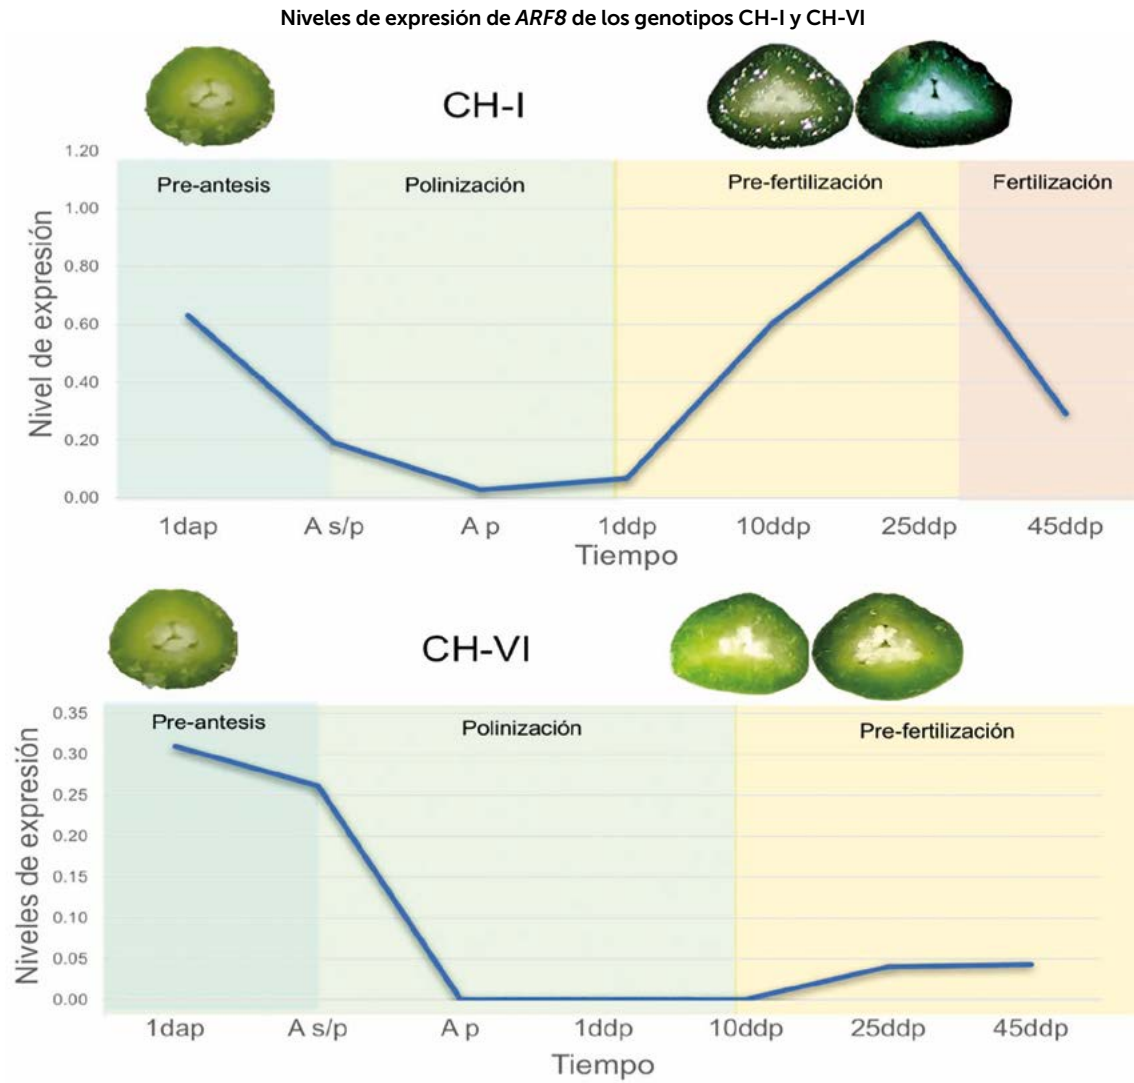 Niveles de expresión de ARF8 de los genotipos CH-I y CH-VI
CH-I
1.20
Pre-antesis Polinización Pre-fertilización Fertilización
1.00
0.80
0.60
0.40
0.20
0.00
Nivel de expresión
1dap A s/p A p 1ddp 10ddp 25ddp 45ddp
Tiempo
CH-VI
0.35
Pre-antesis Polinización Pre-fertilización
0.30
0.25
0.20
0.15
0.10
0.05
0.00
Niveles de expresión
1dap A s/p A p 1ddp 10ddp 25ddp 45ddp
Tiempo